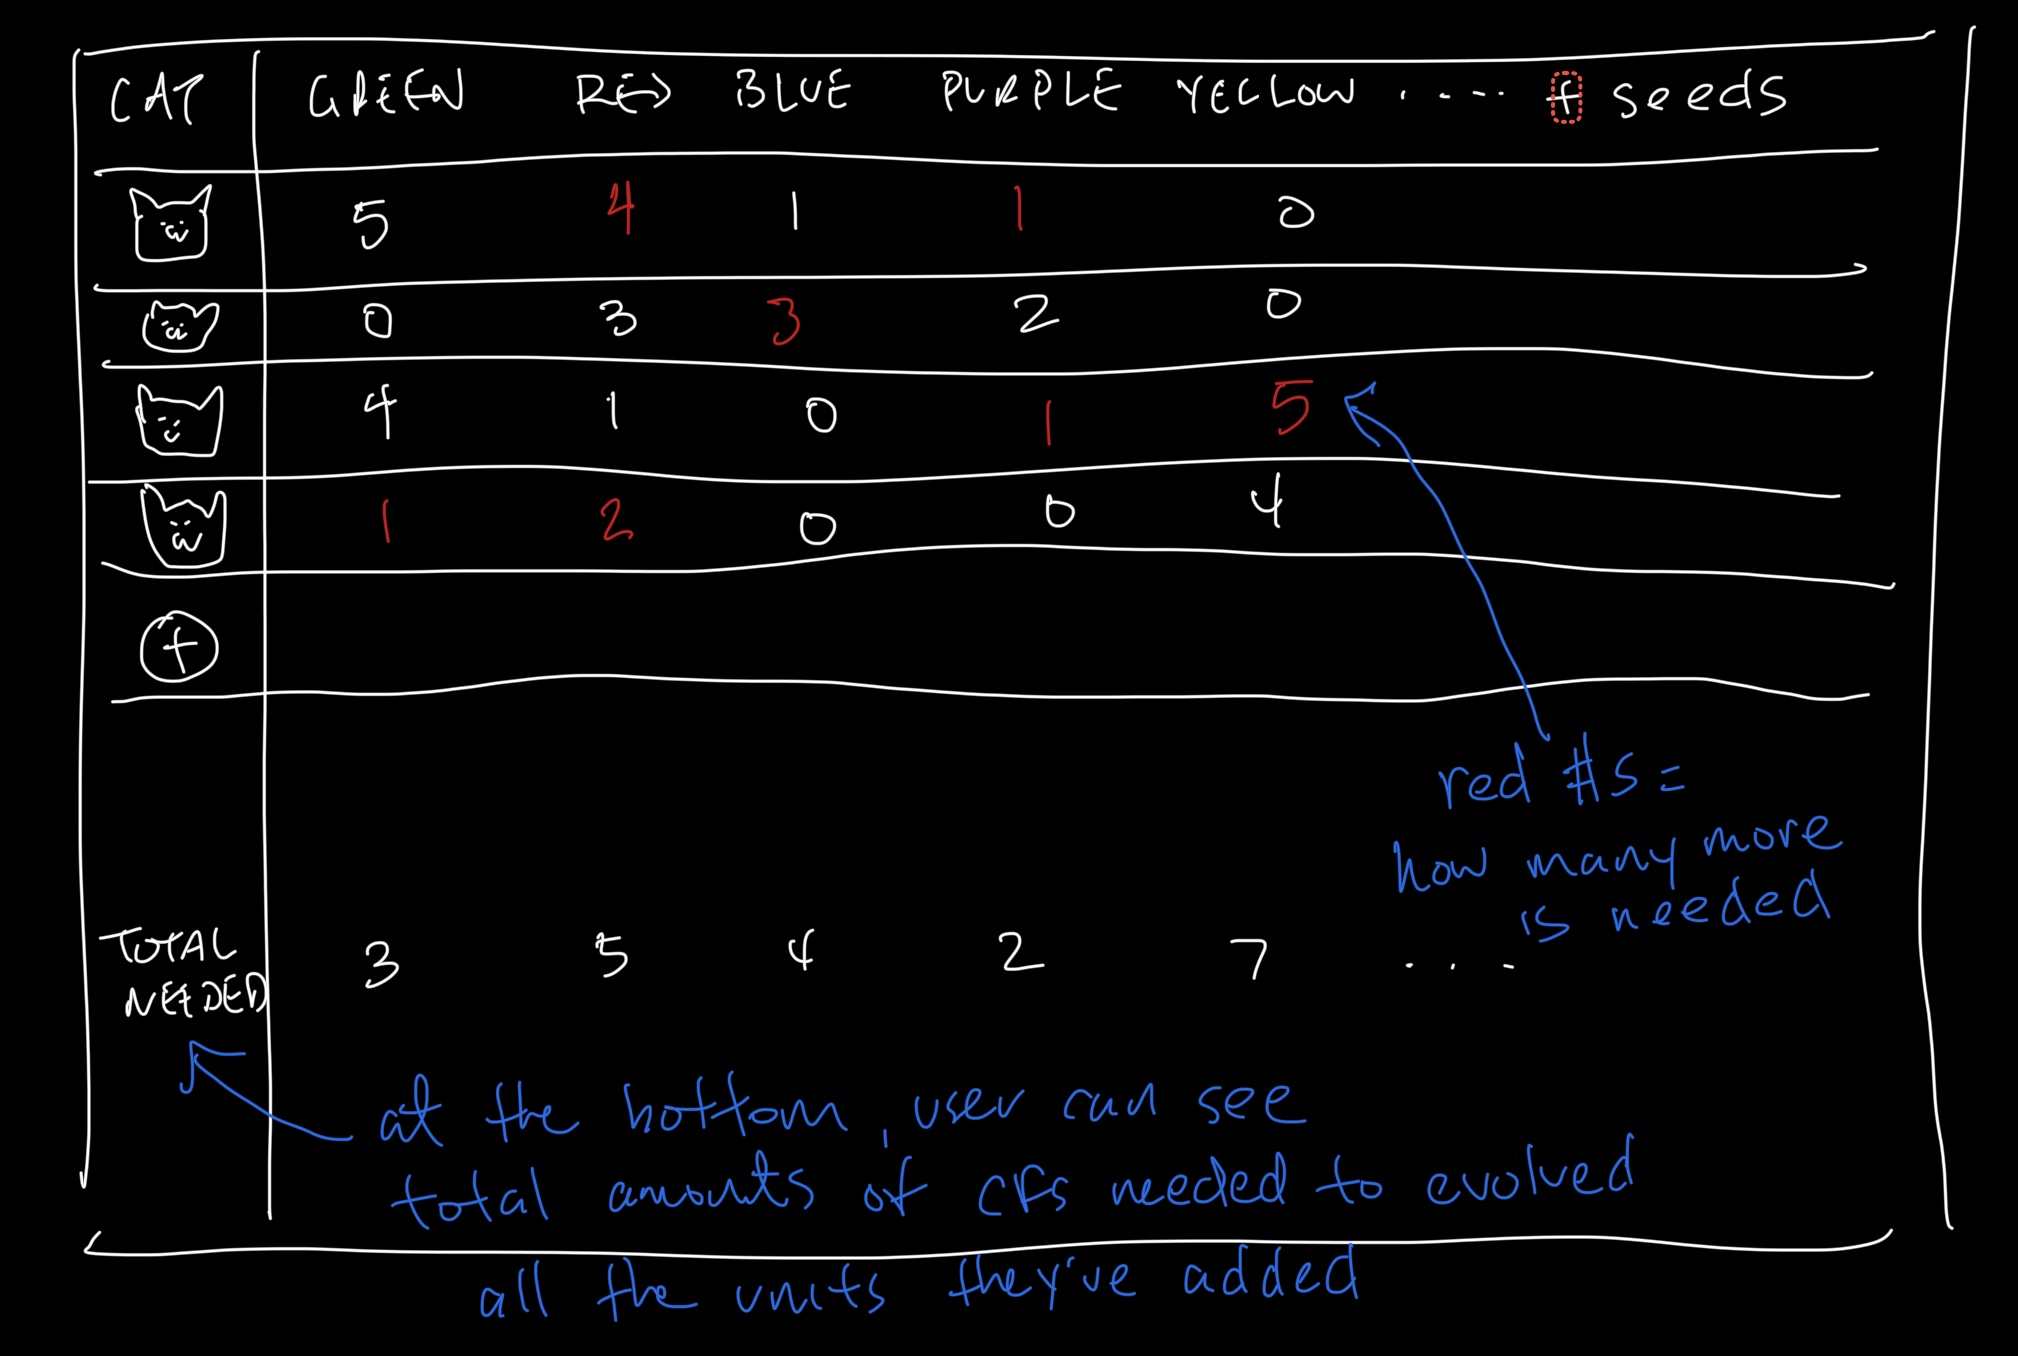 CAT GREEN RED BLUE PURPLE YELLOW .... + seeds
5 4 1 1 0
0 3 3 2 0
4 1 0 1 5
1 2 0 0 4
+
red #s =
how many more
is needed
TOTAL
NEEDED 3 5 4 2 7 ...
at the bottom, user can see
total amounts of CFs needed to evolved
all the units they've added